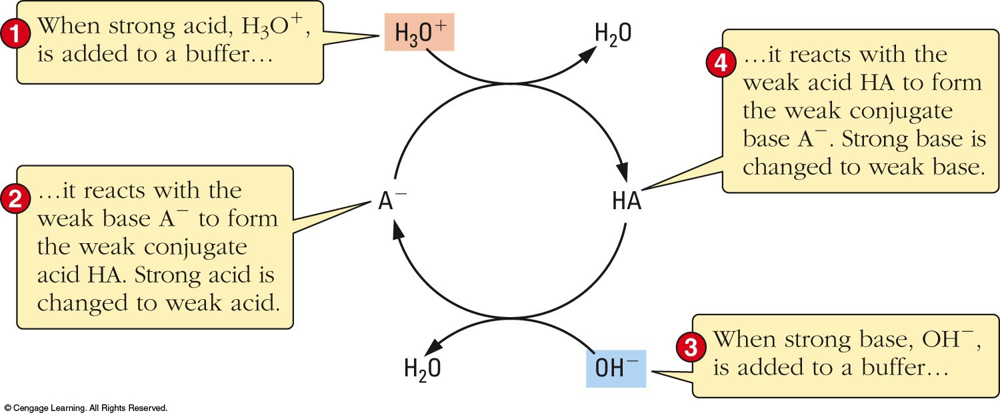 1 When strong acid, H₃O⁺,
is added to a buffer…
H₃O⁺
H₂O
2 …it reacts with the
weak base A⁻ to form
the weak conjugate
acid HA. Strong acid is
changed to weak acid.
A⁻
HA
4 …it reacts with the
weak acid HA to form
the weak conjugate
base A⁻. Strong base is
changed to weak base.
H₂O
OH⁻
3 When strong base, OH⁻,
is added to a buffer…
© Cengage Learning. All Rights Reserved.